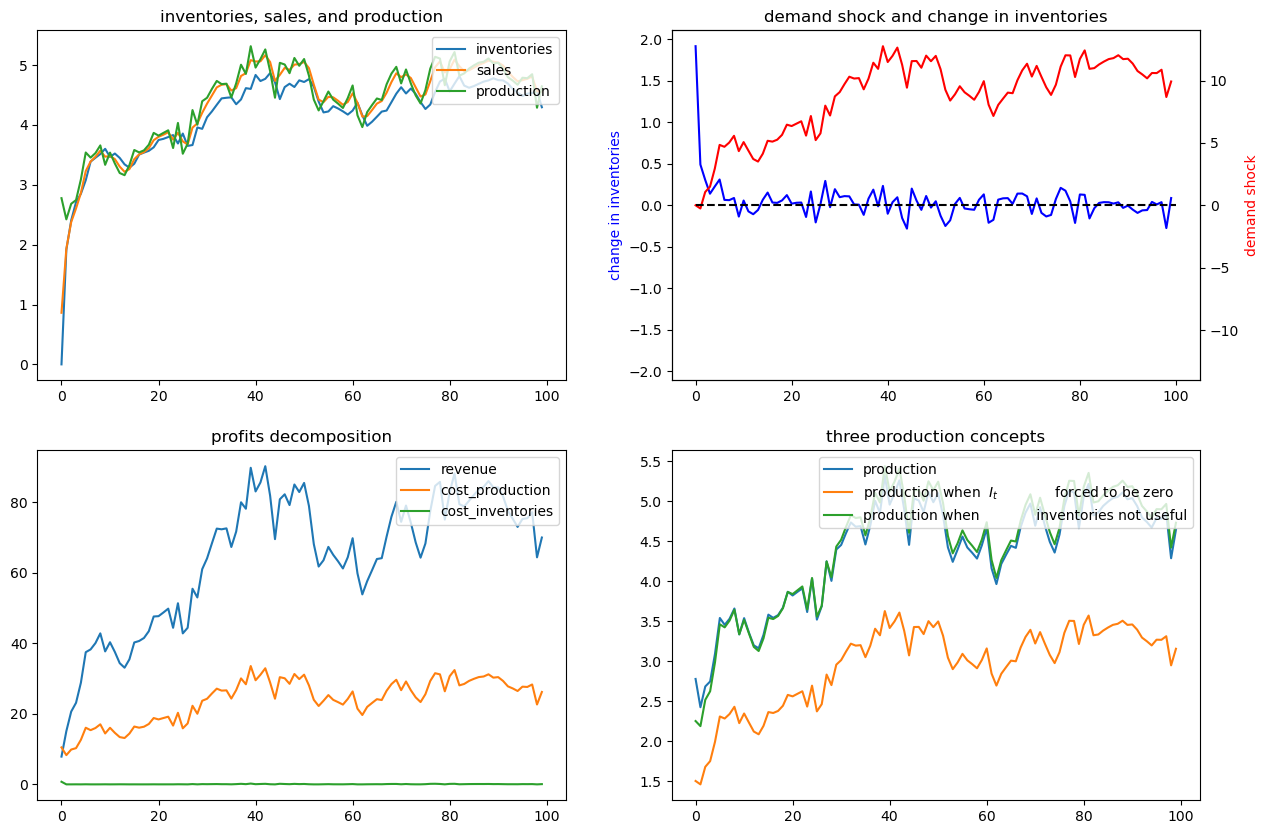 inventories, sales, and production
inventories
sales
production
5
4
3
2
1
0
0 20 40 60 80 100
demand shock and change in inventories
change in inventories
2.0
1.5
1.0
0.5
0.0
−0.5
−1.0
−1.5
−2.0
10
5
0
−5
−10
demand shock
0 20 40 60 80 100
profits decomposition
revenue
cost_production
cost_inventories
80
60
40
20
0
0 20 40 60 80 100
three production concepts
production
production when I_t forced to be zero
production when inventories not useful
5.5
5.0
4.5
4.0
3.5
3.0
2.5
2.0
1.5
0 20 40 60 80 100